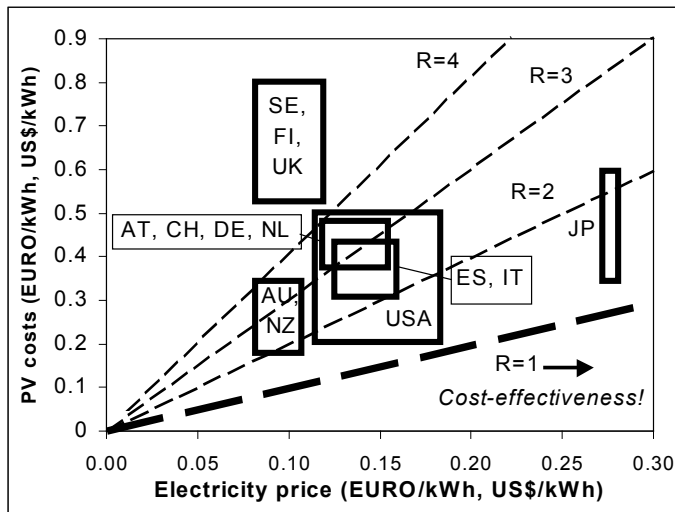 PV costs (EURO/kWh, US$/kWh)
0.9
0.8
0.7
0.6
0.5
0.4
0.3
0.2
0.1
0
R=4
R=3
R=2
SE,
FI,
UK
AT, CH, DE, NL
JP
ES, IT
AU,
NZ
USA
R=1
Cost-effectiveness!
0.00 0.05 0.10 0.15 0.20 0.25 0.30
Electricity price (EURO/kWh, US$/kWh)